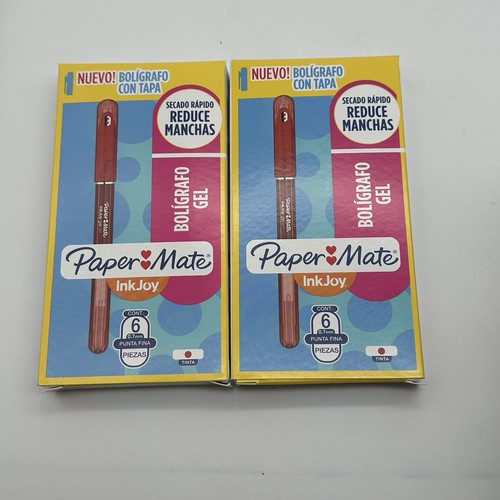 NUEVO! BOLÍGRAFO
CON TAPA
SECADO RÁPIDO
REDUCE
MANCHAS
BOLÍGRAFO
GEL
Paper Mate®
InkJoy
CONT.
6
0.7mm
PUNTA FINA
PIEZAS
TINTA
NUEVO! BOLÍGRAFO
CON TAPA
SECADO RÁPIDO
REDUCE
MANCHAS
BOLÍGRAFO
GEL
Paper Mate®
InkJoy
CONT.
6
0.7mm
PUNTA FINA
PIEZAS
TINTA